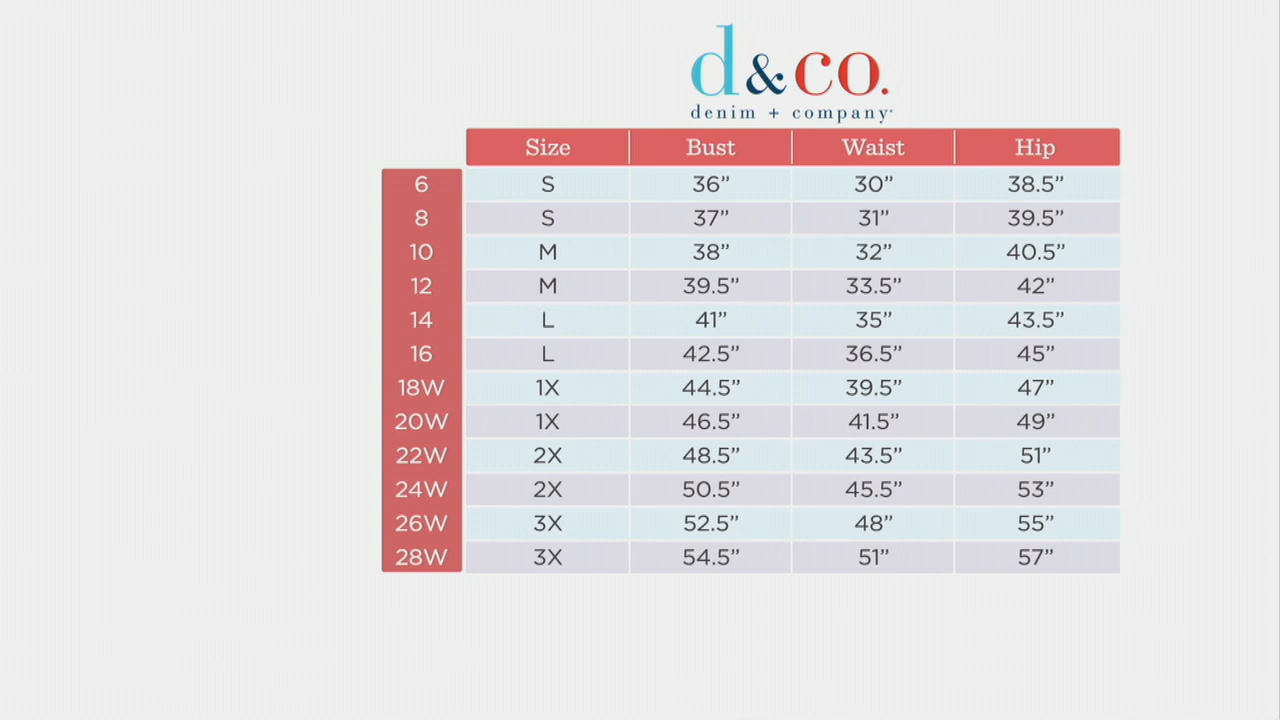 d&co.
denim + company
Size Bust Waist Hip
6 S 36” 30” 38.5”
8 S 37” 31” 39.5”
10 M 38” 32” 40.5”
12 M 39.5” 33.5” 42”
14 L 41” 35” 43.5”
16 L 42.5” 36.5” 45”
18W 1X 44.5” 39.5” 47”
20W 1X 46.5” 41.5” 49”
22W 2X 48.5” 43.5” 51”
24W 2X 50.5” 45.5” 53”
26W 3X 52.5” 48” 55”
28W 3X 54.5” 51” 57”